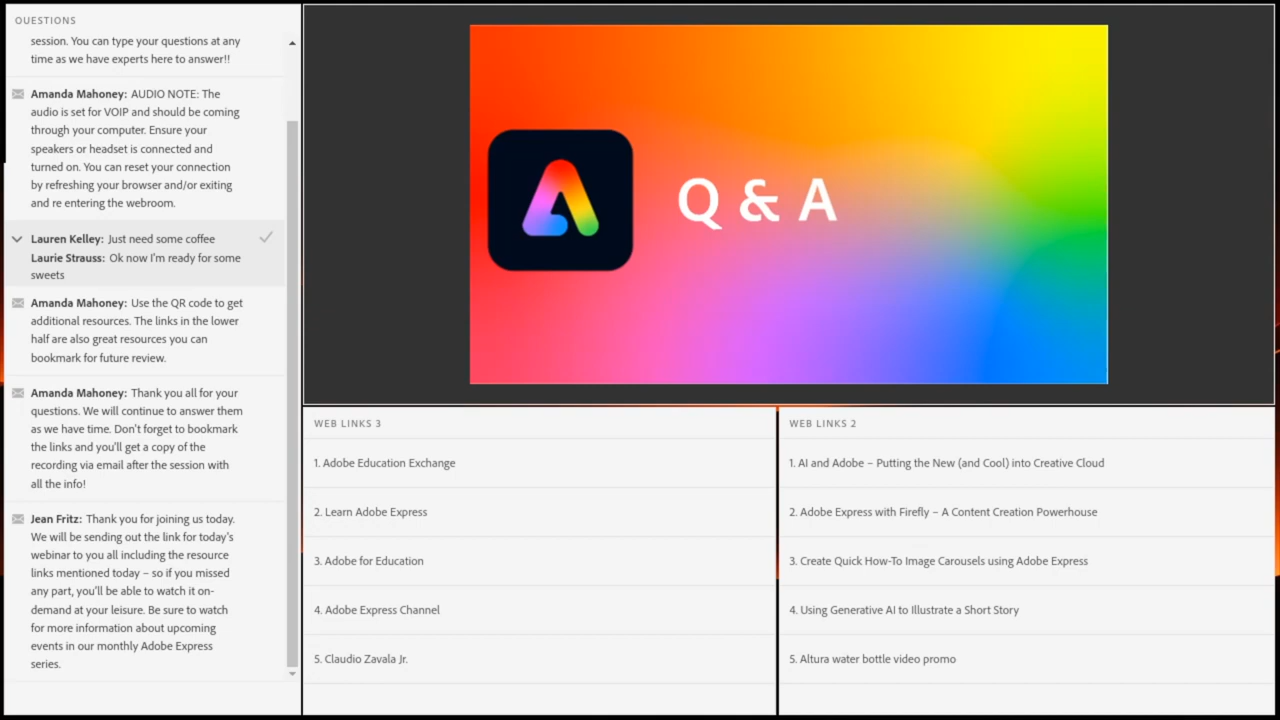 QUESTIONS
session. You can type your questions at any
time as we have experts here to answer!!
Amanda Mahoney: AUDIO NOTE: The
audio is set for VOIP and should be coming
through your computer. Ensure your
speakers or headset is connected and
turned on. You can reset your connection
by refreshing your browser and/or exiting
and re entering the webroom.
Lauren Kelley: Just need some coffee
Laurie Strauss: Ok now I'm ready for some
sweets
Amanda Mahoney: Use the QR code to get
additional resources. The links in the lower
half are also great resources you can
bookmark for future review.
Amanda Mahoney: Thank you all for your
questions. We will continue to answer them
as we have time. Don't forget to bookmark
the links and you'll get a copy of the
recording via email after the session with
all the info!
Jean Fritz: Thank you for joining us today.
We will be sending out the link for today's
webinar to you all including the resource
links mentioned today – so if you missed
any part, you'll be able to watch it on-
demand at your leisure. Be sure to watch
for more information about upcoming
events in our monthly Adobe Express
series.
Q & A
WEB LINKS 3
1. Adobe Education Exchange
2. Learn Adobe Express
3. Adobe for Education
4. Adobe Express Channel
5. Claudio Zavala Jr.
WEB LINKS 2
1. AI and Adobe – Putting the New (and Cool) into Creative Cloud
2. Adobe Express with Firefly – A Content Creation Powerhouse
3. Create Quick How-To Image Carousels using Adobe Express
4. Using Generative AI to Illustrate a Short Story
5. Altura water bottle video promo